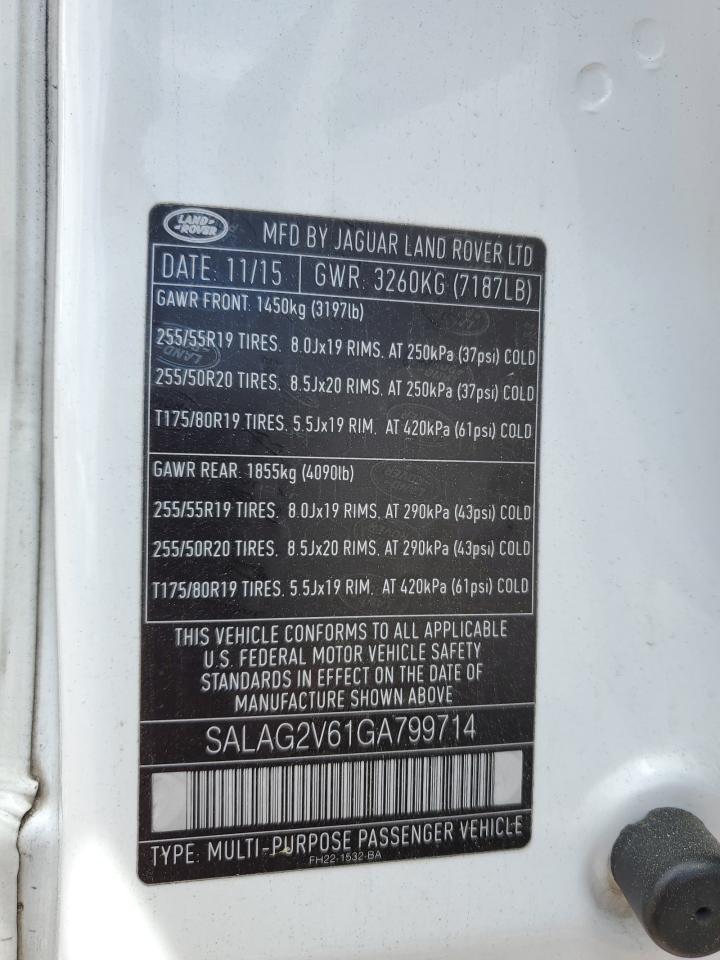 LAND-
ROVER
MFD BY JAGUAR LAND ROVER LTD
DATE: 11/15 GWR: 3260KG (7187LB)
GAWR FRONT. 1450kg (3197lb)
255/55R19 TIRES. 8.0Jx19 RIMS. AT 250kPa (37psi) COLD
255/50R20 TIRES. 8.5Jx20 RIMS. AT 250kPa (37psi) COLD
T175/80R19 TIRES. 5.5Jx19 RIM. AT 420kPa (61psi) COLD
GAWR REAR. 1855kg (4090lb)
255/55R19 TIRES. 8.0Jx19 RIMS. AT 290kPa (43psi) COLD
255/50R20 TIRES. 8.5Jx20 RIMS. AT 290kPa (43psi) COLD
T175/80R19 TIRES. 5.5Jx19 RIM. AT 420kPa (61psi) COLD
THIS VEHICLE CONFORMS TO ALL APPLICABLE
U.S. FEDERAL MOTOR VEHICLE SAFETY
STANDARDS IN EFFECT ON THE DATE OF
MANUFACTURE SHOWN ABOVE
SALAG2V61GA799714
TYPE: MULTI-PURPOSE PASSENGER VEHICLE
FH22-1532-BA